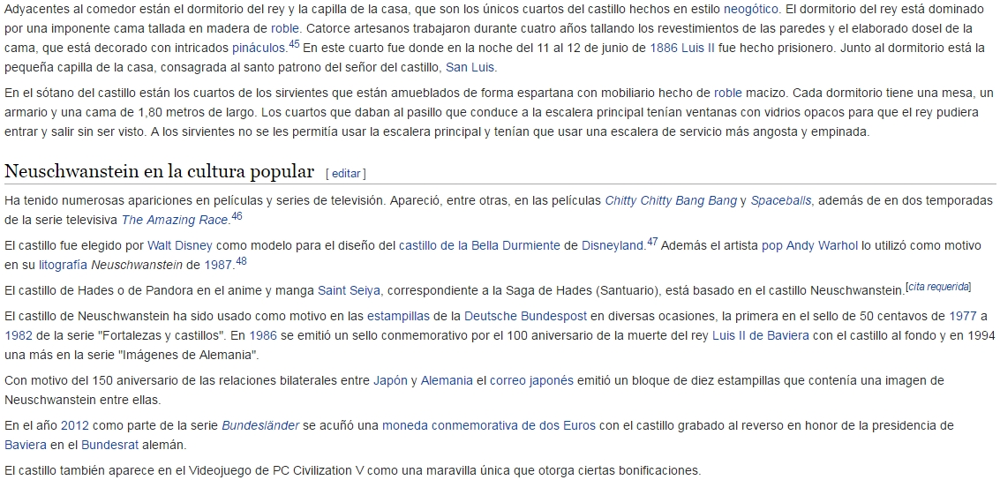 Adyacentes al comedor están el dormitorio del rey y la capilla de la casa, que son los únicos cuartos del castillo hechos en estilo neogótico. El dormitorio del rey está dominado
por una imponente cama tallada en madera de roble. Catorce artesanos trabajaron durante cuatro años tallando los revestimientos de las paredes y el elaborado dosel de la
cama, que está decorado con intricados pináculos.45 En este cuarto fue donde en la noche del 11 al 12 de junio de 1886 Luis II fue hecho prisionero. Junto al dormitorio está la
pequeña capilla de la casa, consagrada al santo patrono del señor del castillo, San Luis.
En el sótano del castillo están los cuartos de los sirvientes que están amueblados de forma espartana con mobiliario hecho de roble macizo. Cada dormitorio tiene una mesa, un
armario y una cama de 1,80 metros de largo. Los cuartos que daban al pasillo que conduce a la escalera principal tenían ventanas con vidrios opacos para que el rey pudiera
entrar y salir sin ser visto. A los sirvientes no se les permitía usar la escalera principal y tenían que usar una escalera de servicio más angosta y empinada.
Neuschwanstein en la cultura popular [ editar ]
Ha tenido numerosas apariciones en películas y series de televisión. Apareció, entre otras, en las películas Chitty Chitty Bang Bang y Spaceballs, además de en dos temporadas
de la serie televisiva The Amazing Race.46
El castillo fue elegido por Walt Disney como modelo para el diseño del castillo de la Bella Durmiente de Disneyland.47 Además el artista pop Andy Warhol lo utilizó como motivo
en su litografía Neuschwanstein de 1987.48
El castillo de Hades o de Pandora en el anime y manga Saint Seiya, correspondiente a la Saga de Hades (Santuario), está basado en el castillo Neuschwanstein.[cita requerida]
El castillo de Neuschwanstein ha sido usado como motivo en las estampillas de la Deutsche Bundespost en diversas ocasiones, la primera en el sello de 50 centavos de 1977 a
1982 de la serie "Fortalezas y castillos". En 1986 se emitió un sello conmemorativo por el 100 aniversario de la muerte del rey Luis II de Baviera con el castillo al fondo y en 1994
una más en la serie "Imágenes de Alemania".
Con motivo del 150 aniversario de las relaciones bilaterales entre Japón y Alemania el correo japonés emitió un bloque de diez estampillas que contenía una imagen de
Neuschwanstein entre ellas.
En el año 2012 como parte de la serie Bundesländer se acuñó una moneda conmemorativa de dos Euros con el castillo grabado al reverso en honor de la presidencia de
Baviera en el Bundesrat alemán.
El castillo también aparece en el Videojuego de PC Civilization V como una maravilla única que otorga ciertas bonificaciones.